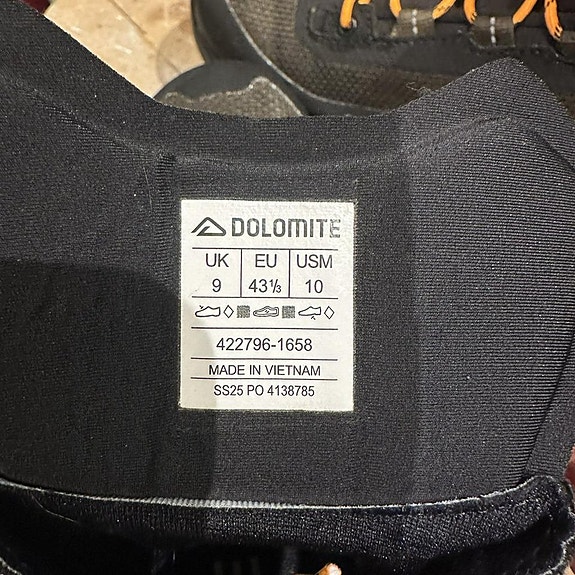 DOLOMITE
UK EU USM
9 43⅓ 10
422796-1658
MADE IN VIETNAM
SS25 PO 4138785